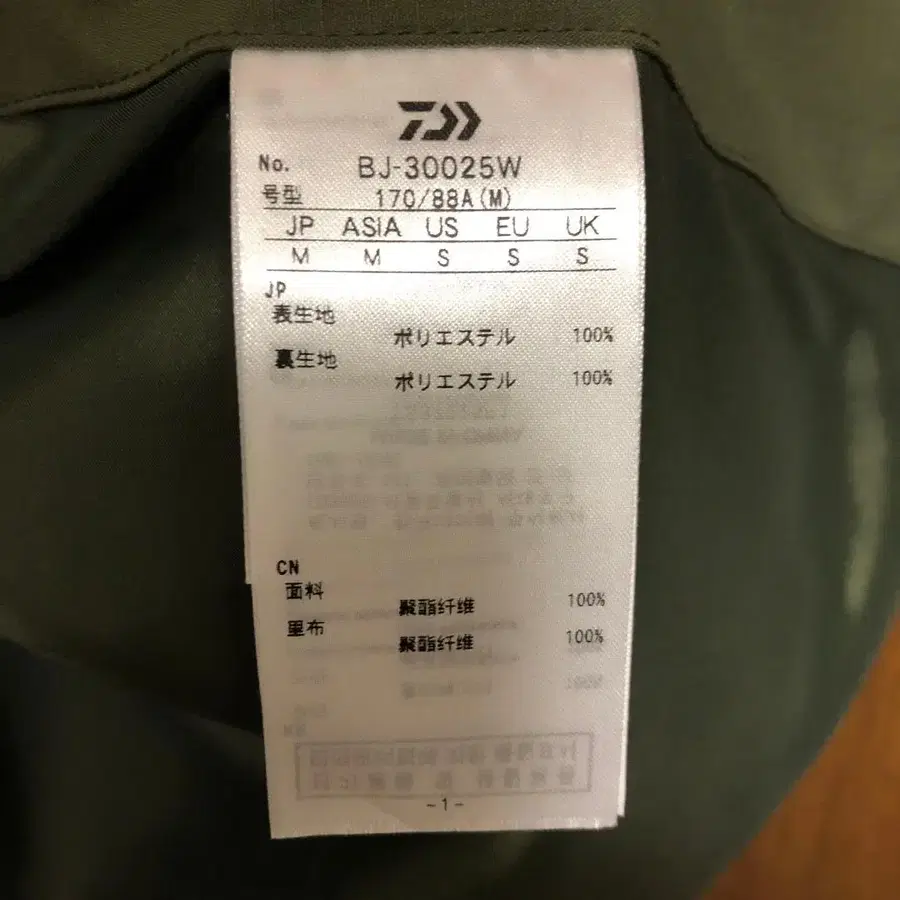 No. BJ-30025W
号型 170/88A(M)
JP ASIA US EU UK
M M S S S
JP
表生地
ポリエステル 100%
裏生地
ポリエステル 100%
CN
面料
聚酯纤维 100%
里布
聚酯纤维 100%
-1-